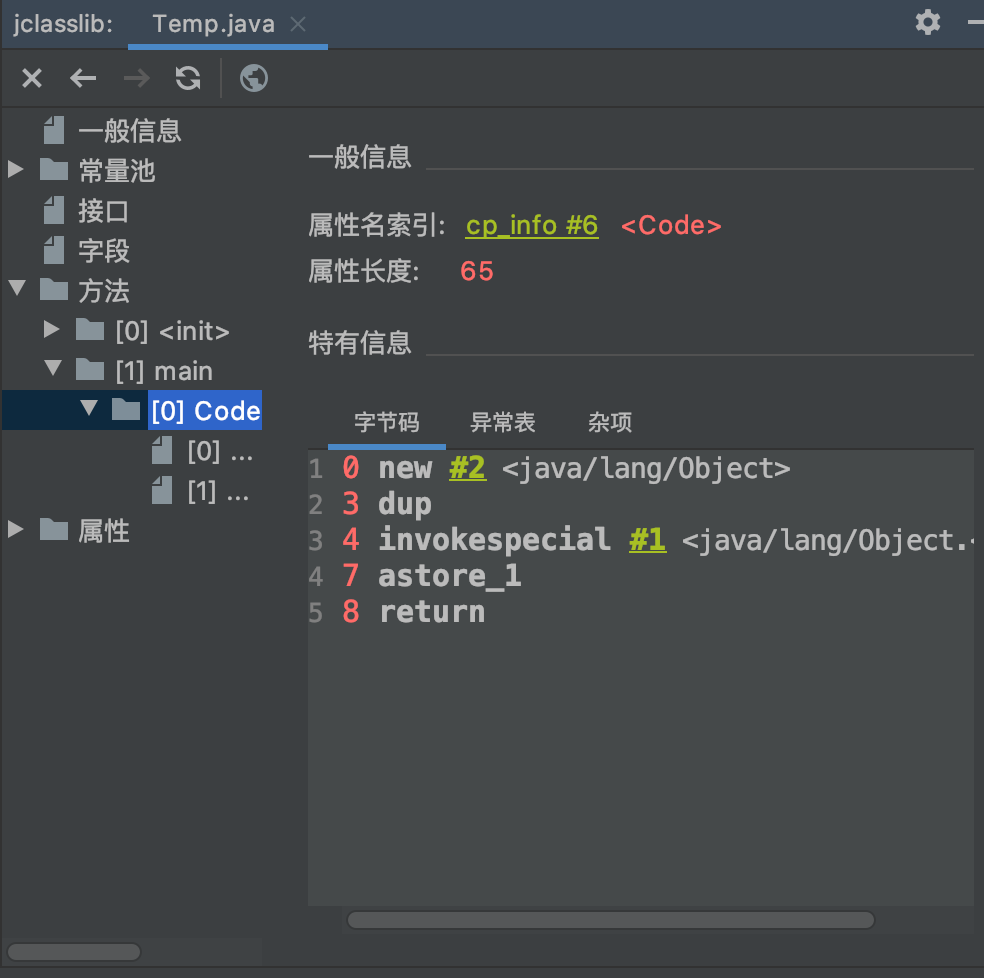 jclasslib: Temp.java
一般信息
常量池
接口
字段
方法
[0] <init>
[1] main
[0] Code
[0] ...
[1] ...
属性
一般信息
属性名索引: cp_info #6 <Code>
属性长度: 65
特有信息
字节码 异常表 杂项
1 0 new #2 <java/lang/Object>
2 3 dup
3 4 invokespecial #1 <java/lang/Object.<
4 7 astore_1
5 8 return